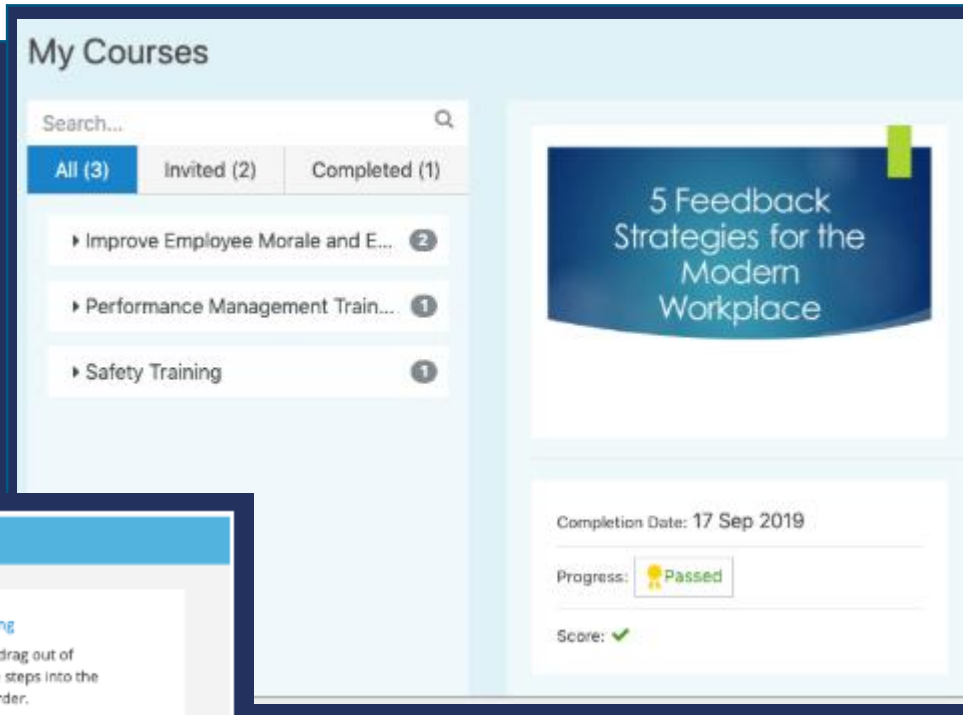 My Courses
Search...
All (3) Invited (2) Completed (1)
Improve Employee Morale and E... 2
Performance Management Train... 1
Safety Training 1
5 Feedback
Strategies for the
Modern
Workplace
Completion Date: 17 Sep 2019
Progress: Passed
Score:
drag out of
steps into the